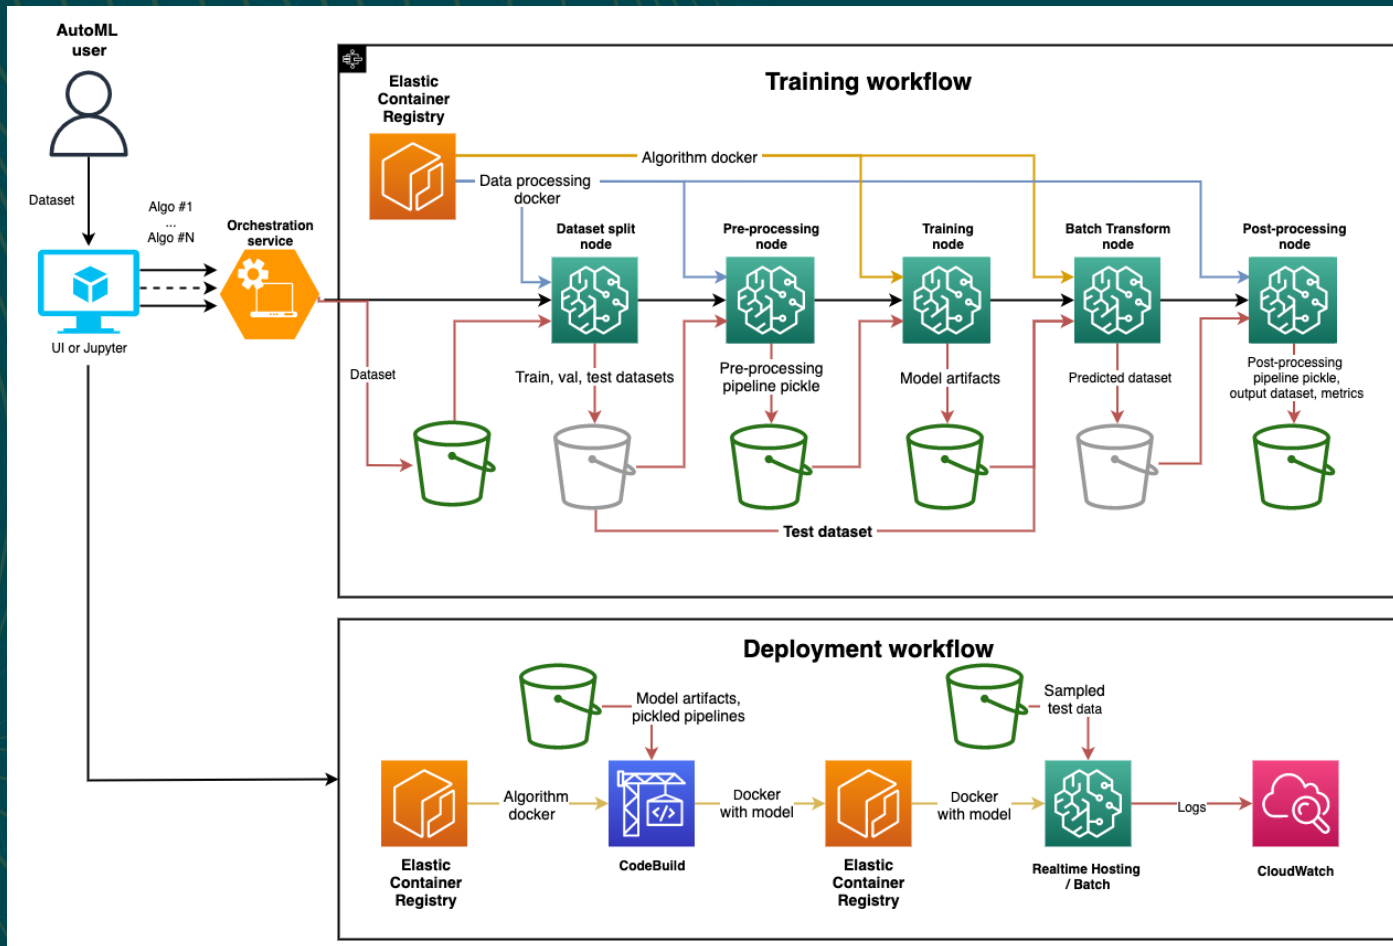 AutoML
user
Dataset
Algo #1
...
Algo #N
UI or Jupyter
Orchestration
service
Training workflow
Elastic
Container
Registry
Algorithm docker
Data processing
docker
Dataset split
node
Pre-processing
node
Training
node
Batch Transform
node
Post-processing
node
Dataset
Train, val, test datasets
Pre-processing
pipeline pickle
Model artifacts
Predicted dataset
Post-processing
pipeline pickle,
output dataset, metrics
Test dataset
Deployment workflow
Model artifacts,
pickled pipelines
Sampled
test data
Algorithm
docker
Docker
with model
Docker
with model
Logs
Elastic
Container
Registry
CodeBuild
Elastic
Container
Registry
Realtime Hosting
/ Batch
CloudWatch